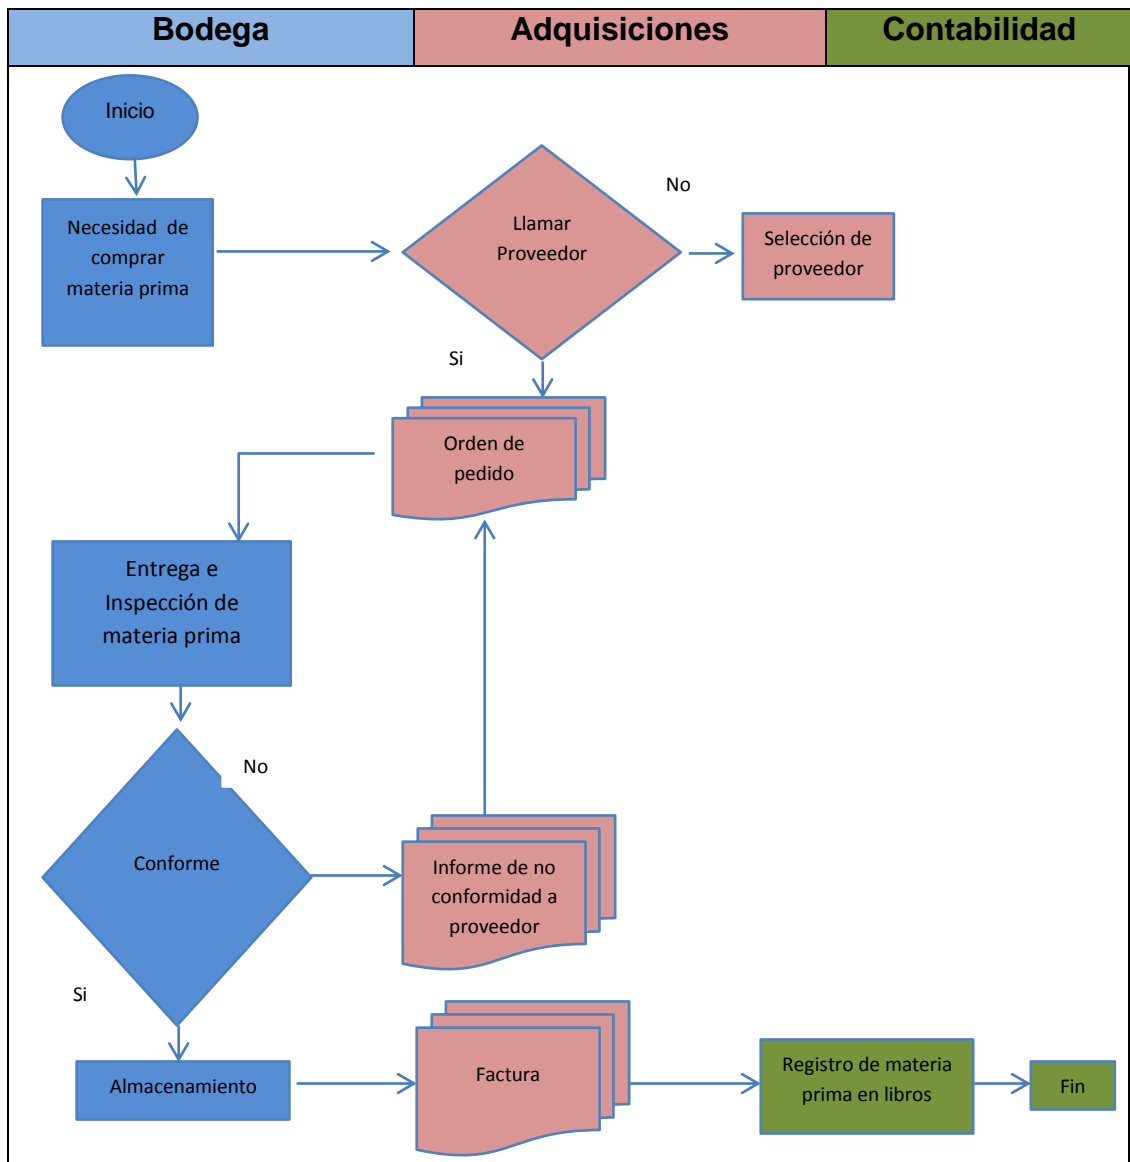 Bodega
Adquisiciones
Contabilidad
Inicio
Necesidad de
comprar
materia prima
Llamar
Proveedor
No
Selección de
proveedor
Si
Orden de
pedido
Entrega e
Inspección de
materia prima
No
Conforme
Informe de no
conformidad a
proveedor
Si
Almacenamiento
Factura
Registro de materia
prima en libros
Fin